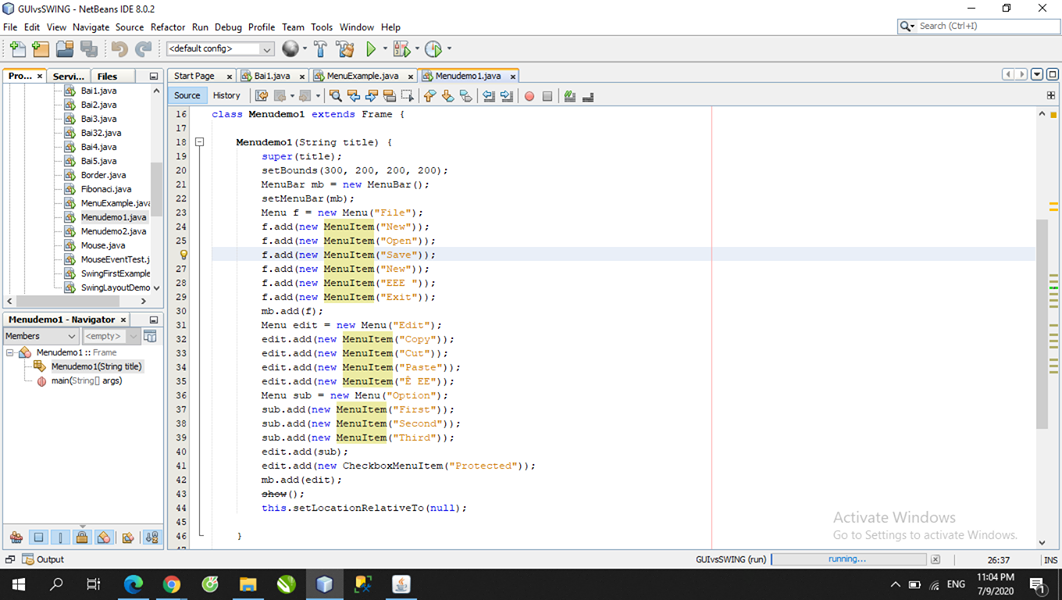 GUIvsSWING - NetBeans IDE 8.0.2
File Edit View Navigate Source Refactor Run Debug Profile Team Tools Window Help
Search (Ctrl+I)
<default config>
Pro... × Servi... Files
Start Page × Bai1.java × MenuExample.java × Menudemo1.java ×
Source History
Bai1.java
Bai2.java
Bai3.java
Bai32.java
Bai4.java
Bai5.java
Border.java
Fibonaci.java
MenuExample.java
Menudemo1.java
Menudemo2.java
Mouse.java
MouseEventTest.j
SwingFirstExample
SwingLayoutDemo
Menudemo1 - Navigator ×
Members <empty>
Menudemo1 :: Frame
Menudemo1(String title)
main(String[] args)
16 class Menudemo1 extends Frame {
17
18 Menudemo1(String title) {
19 super(title);
20 setBounds(300, 200, 200, 200);
21 MenuBar mb = new MenuBar();
22 setMenuBar(mb);
23 Menu f = new Menu("File");
24 f.add(new MenuItem("New"));
25 f.add(new MenuItem("Open"));
f.add(new MenuItem("Save"));
27 f.add(new MenuItem("New"));
28 f.add(new MenuItem("EEE "));
29 f.add(new MenuItem("Exit"));
30 mb.add(f);
31 Menu edit = new Menu("Edit");
32 edit.add(new MenuItem("Copy"));
33 edit.add(new MenuItem("Cut"));
34 edit.add(new MenuItem("Paste"));
35 edit.add(new MenuItem("Ê EE"));
36 Menu sub = new Menu("Option");
37 sub.add(new MenuItem("First"));
38 sub.add(new MenuItem("Second"));
39 sub.add(new MenuItem("Third"));
40 edit.add(sub);
41 edit.add(new CheckboxMenuItem("Protected"));
42 mb.add(edit);
43 show();
44 this.setLocationRelativeTo(null);
45
46 }
Activate Windows
Go to Settings to activate Windows.
Output
GUIvsSWING (run) running... 26:37 INS
ENG
11:04 PM
7/9/2020
1